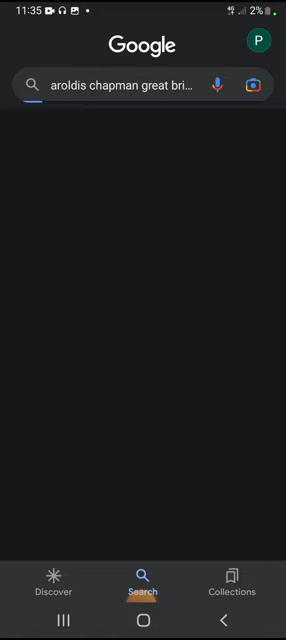 11:35 2%
Google
P
aroldis chapman great bri...
Discover Search Collections